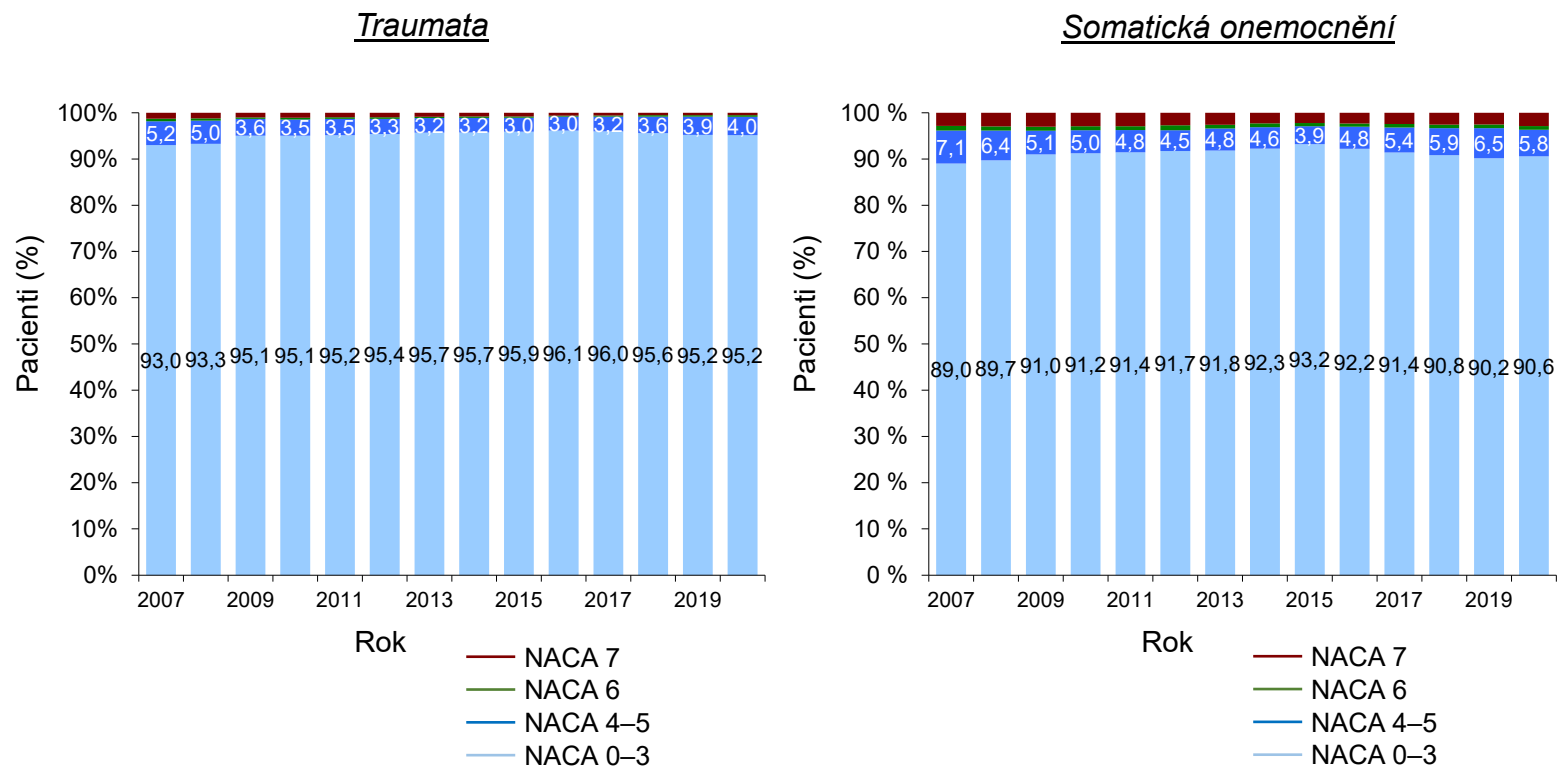 Traumata
Pacienti (%)
100%
90%
80%
70%
60%
50%
40%
30%
20%
10%
0%
5,2 5,0 3,6 3,5 3,5 3,3 3,2 3,2 3,0 3,0 3,2 3,6 3,9 4,0
93,0 93,3 95,1 95,1 95,2 95,4 95,7 95,7 95,9 96,1 96,0 95,6 95,2 95,2
2007 2009 2011 2013 2015 2017 2019
Rok
NACA 7
NACA 6
NACA 4–5
NACA 0–3
Somatická onemocnění
Pacienti (%)
100 %
90 %
80 %
70 %
60 %
50 %
40 %
30 %
20 %
10 %
0 %
7,1 6,4 5,1 5,0 4,8 4,5 4,8 4,6 3,9 4,8 5,4 5,9 6,5 5,8
89,0 89,7 91,0 91,2 91,4 91,7 91,8 92,3 93,2 92,2 91,4 90,8 90,2 90,6
2007 2009 2011 2013 2015 2017 2019
Rok
NACA 7
NACA 6
NACA 4–5
NACA 0–3